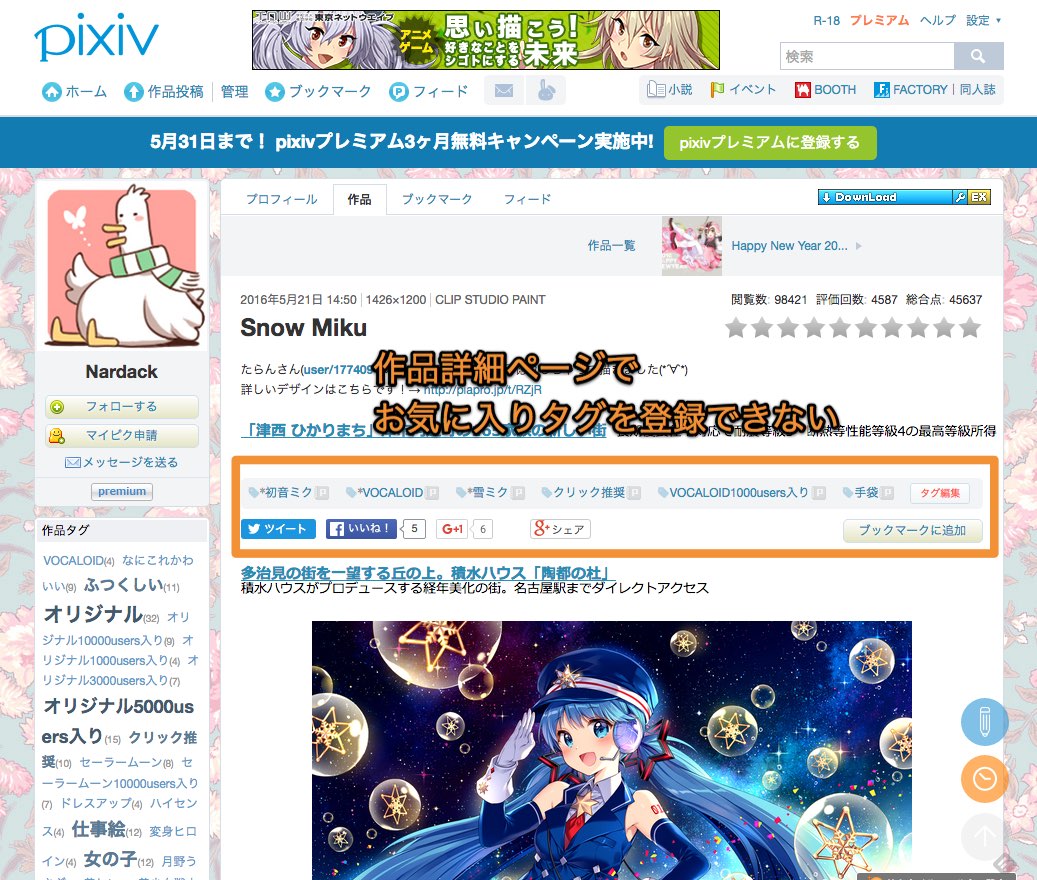 pixiv
東京ネットウエイブ
アニメ
ゲーム
思い描こう!
好きなことを
シゴトにする未来
R-18 プレミアム ヘルプ 設定
検索
ホーム 作品投稿 管理 ブックマーク フィード
小説 イベント BOOTH FACTORY 同人誌
5月31日まで! pixivプレミアム3ヶ月無料キャンペーン実施中! pixivプレミアムに登録する
プロフィール 作品 ブックマーク フィード
DownLoad EX
作品一覧 Happy New Year 20...
2016年5月21日 14:50 1426×1200 CLIP STUDIO PAINT
閲覧数: 98421 評価回数: 4587 総合点: 45637
Snow Miku
たらんさん(user/177409
ました(*´∀`*)
詳しいデザインはこちらです!→ http://piapro.jp/t/RZjR
作品詳細ページで
お気に入りタグを登録できない
「津西 ひかりまち」
性能等級4の最高等級所得
*初音ミク P *VOCALOID P *雪ミク P クリック推奨 P VOCALOID1000users入り P 手袋 P タグ編集
ツイート いいね! 5 G+1 6 g+ シェア ブックマークに追加
多治見の街を一望する丘の上。積水ハウス「陶都の杜」
積水ハウスがプロデュースする経年美化の街。名古屋駅までダイレクトアクセス
Nardack
フォローする
マイピク申請
メッセージを送る
premium
作品タグ
VOCALOID(4) なにこれかわ
いい(9) ふつくしい(11)
オリジナル(32) オリ
ジナル10000users入り(9) オ
リジナル1000users入り(4) オ
リジナル3000users入り(7)
オリジナル5000us
ers入り(15) クリック推
奨(10) セーラームーン(8) セ
ーラームーン10000users入り
(7) ドレスアップ(4) ハイセン
ス(4) 仕事絵(12) 変身ヒロ
イン(4) 女の子(12) 月野う